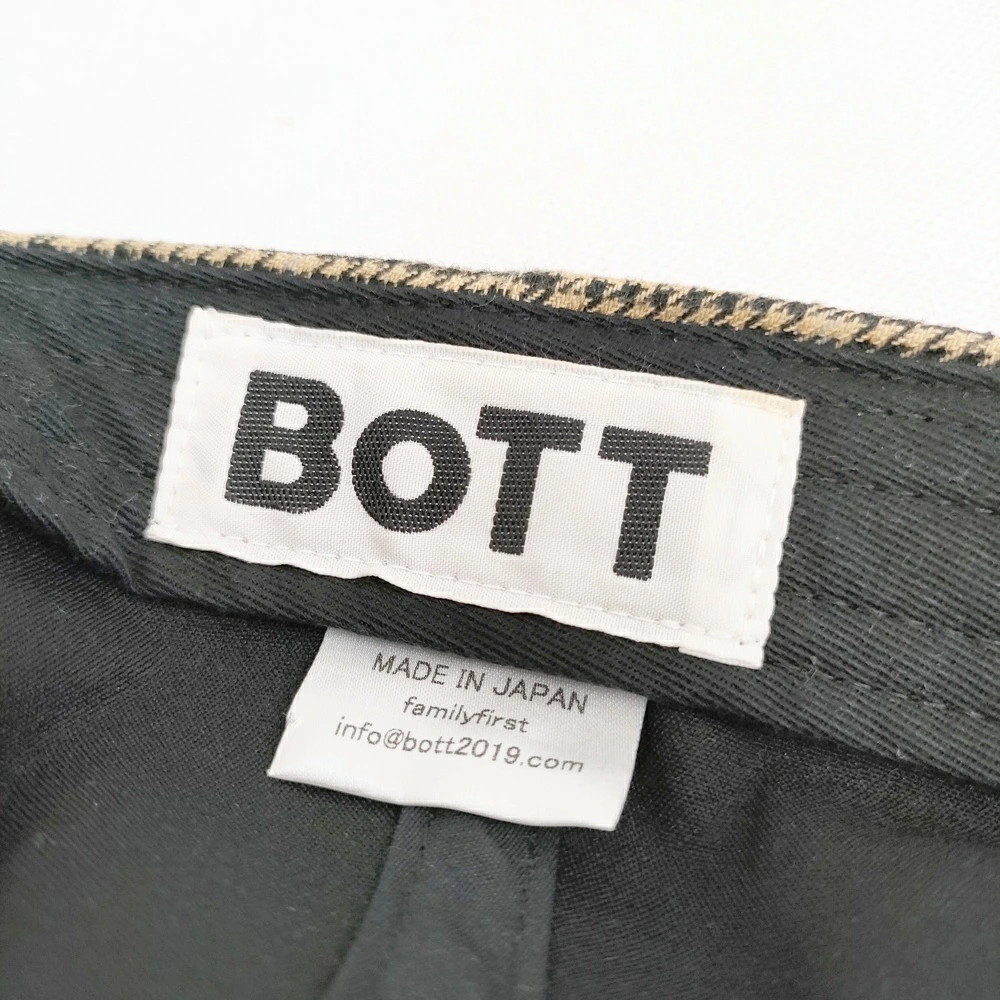 BOTT
MADE IN JAPAN
familyfirst
info@bott2019.com